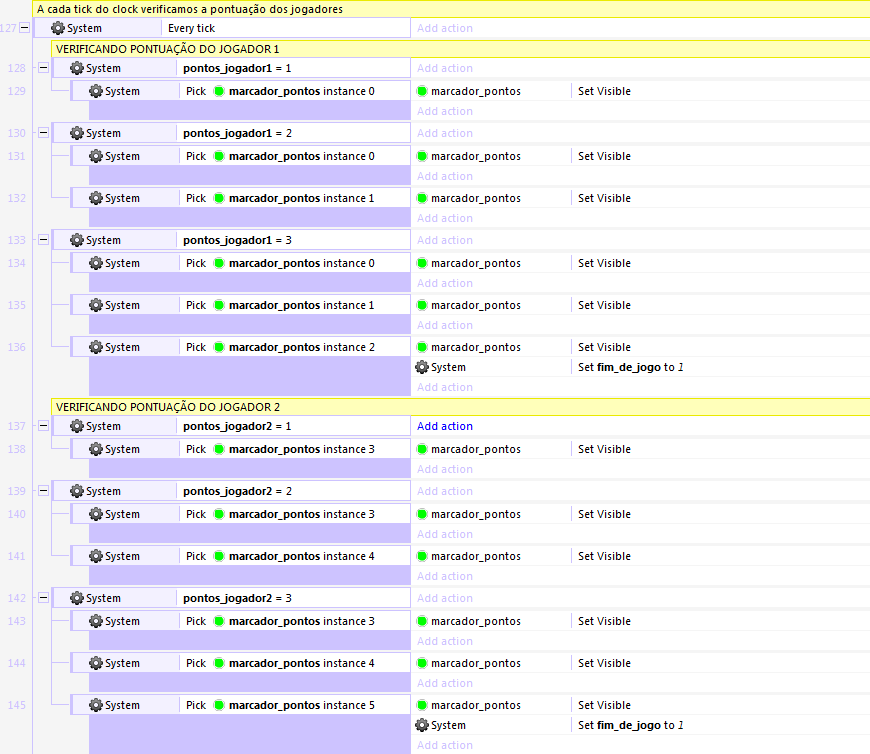 A cada tick do clock verificamos a pontuação dos jogadores
127 System Every tick Add action
VERIFICANDO PONTUAÇÃO DO JOGADOR 1
128 System pontos_jogador1 = 1 Add action
129 System Pick marcador_pontos instance 0 marcador_pontos Set Visible
Add action
130 System pontos_jogador1 = 2 Add action
131 System Pick marcador_pontos instance 0 marcador_pontos Set Visible
Add action
132 System Pick marcador_pontos instance 1 marcador_pontos Set Visible
Add action
133 System pontos_jogador1 = 3 Add action
134 System Pick marcador_pontos instance 0 marcador_pontos Set Visible
Add action
135 System Pick marcador_pontos instance 1 marcador_pontos Set Visible
Add action
136 System Pick marcador_pontos instance 2 marcador_pontos Set Visible
System Set fim_de_jogo to 1
Add action
VERIFICANDO PONTUAÇÃO DO JOGADOR 2
137 System pontos_jogador2 = 1 Add action
138 System Pick marcador_pontos instance 3 marcador_pontos Set Visible
Add action
139 System pontos_jogador2 = 2 Add action
140 System Pick marcador_pontos instance 3 marcador_pontos Set Visible
Add action
141 System Pick marcador_pontos instance 4 marcador_pontos Set Visible
Add action
142 System pontos_jogador2 = 3 Add action
143 System Pick marcador_pontos instance 3 marcador_pontos Set Visible
Add action
144 System Pick marcador_pontos instance 4 marcador_pontos Set Visible
Add action
145 System Pick marcador_pontos instance 5 marcador_pontos Set Visible
System Set fim_de_jogo to 1
Add action